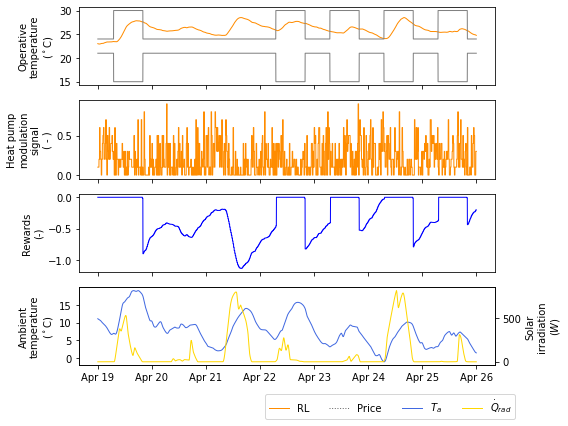 Operative
temperature
(°C)
30
25
20
15
Heat pump
modulation
signal
( - )
0.5
0.0
Rewards
(-)
0.0
−0.5
−1.0
Ambient
temperature
(°C)
15
10
5
0
Solar
irradiation
(W)
500
0
Apr 19 Apr 20 Apr 21 Apr 22 Apr 23 Apr 24 Apr 25 Apr 26
RL Price Tₐ Q̇rad